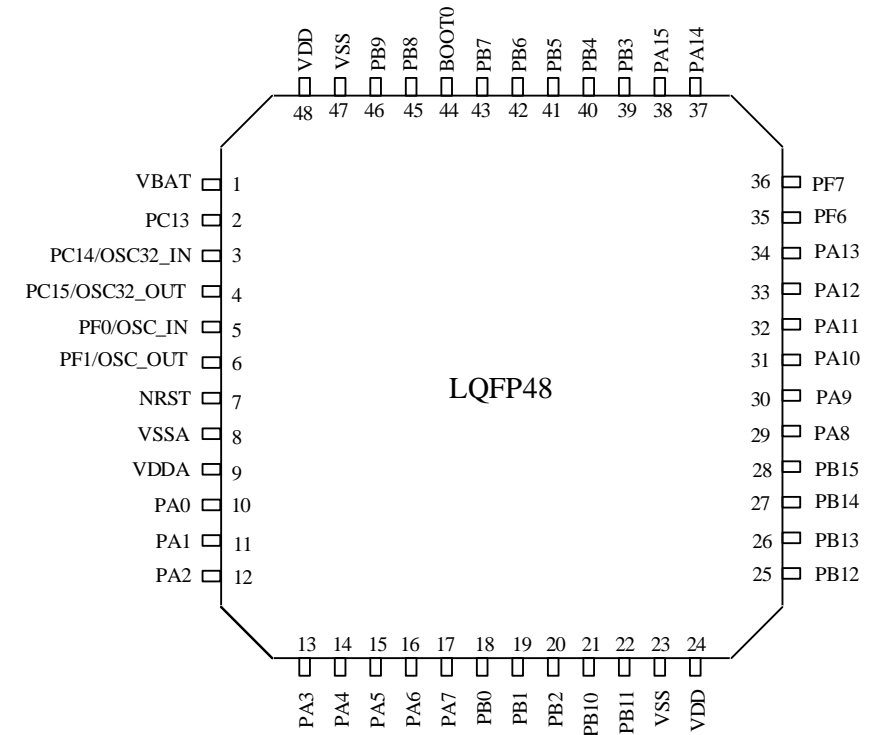 VDD VSS PB9 PB8 BOOT0 PB7 PB6 PB5 PB4 PB3 PA15 PA14
48 47 46 45 44 43 42 41 40 39 38 37
VBAT 1 36 PF7
PC13 2 35 PF6
PC14/OSC32_IN 3 34 PA13
PC15/OSC32_OUT 4 33 PA12
PF0/OSC_IN 5 32 PA11
PF1/OSC_OUT 6 31 PA10
LQFP48
NRST 7 30 PA9
VSSA 8 29 PA8
VDDA 9 28 PB15
PA0 10 27 PB14
PA1 11 26 PB13
PA2 12 25 PB12
13 14 15 16 17 18 19 20 21 22 23 24
PA3 PA4 PA5 PA6 PA7 PB0 PB1 PB2 PB10 PB11 VSS VDD